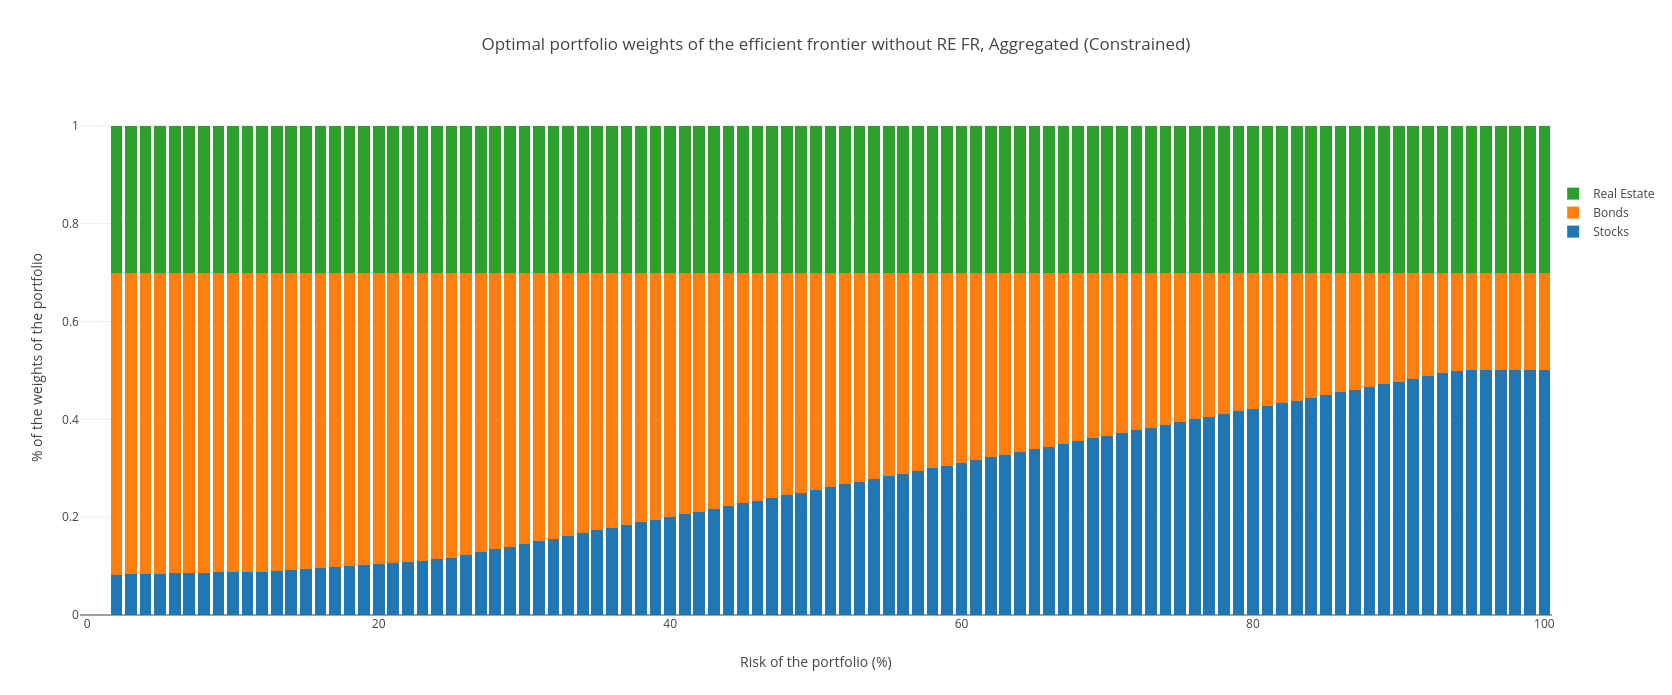 Optimal portfolio weights of the efficient frontier without RE FR, Aggregated (Constrained)
% of the weights of the portfolio
1
0.8
0.6
0.4
0.2
0
0 20 40 60 80 100
Risk of the portfolio (%)
Real Estate
Bonds
Stocks